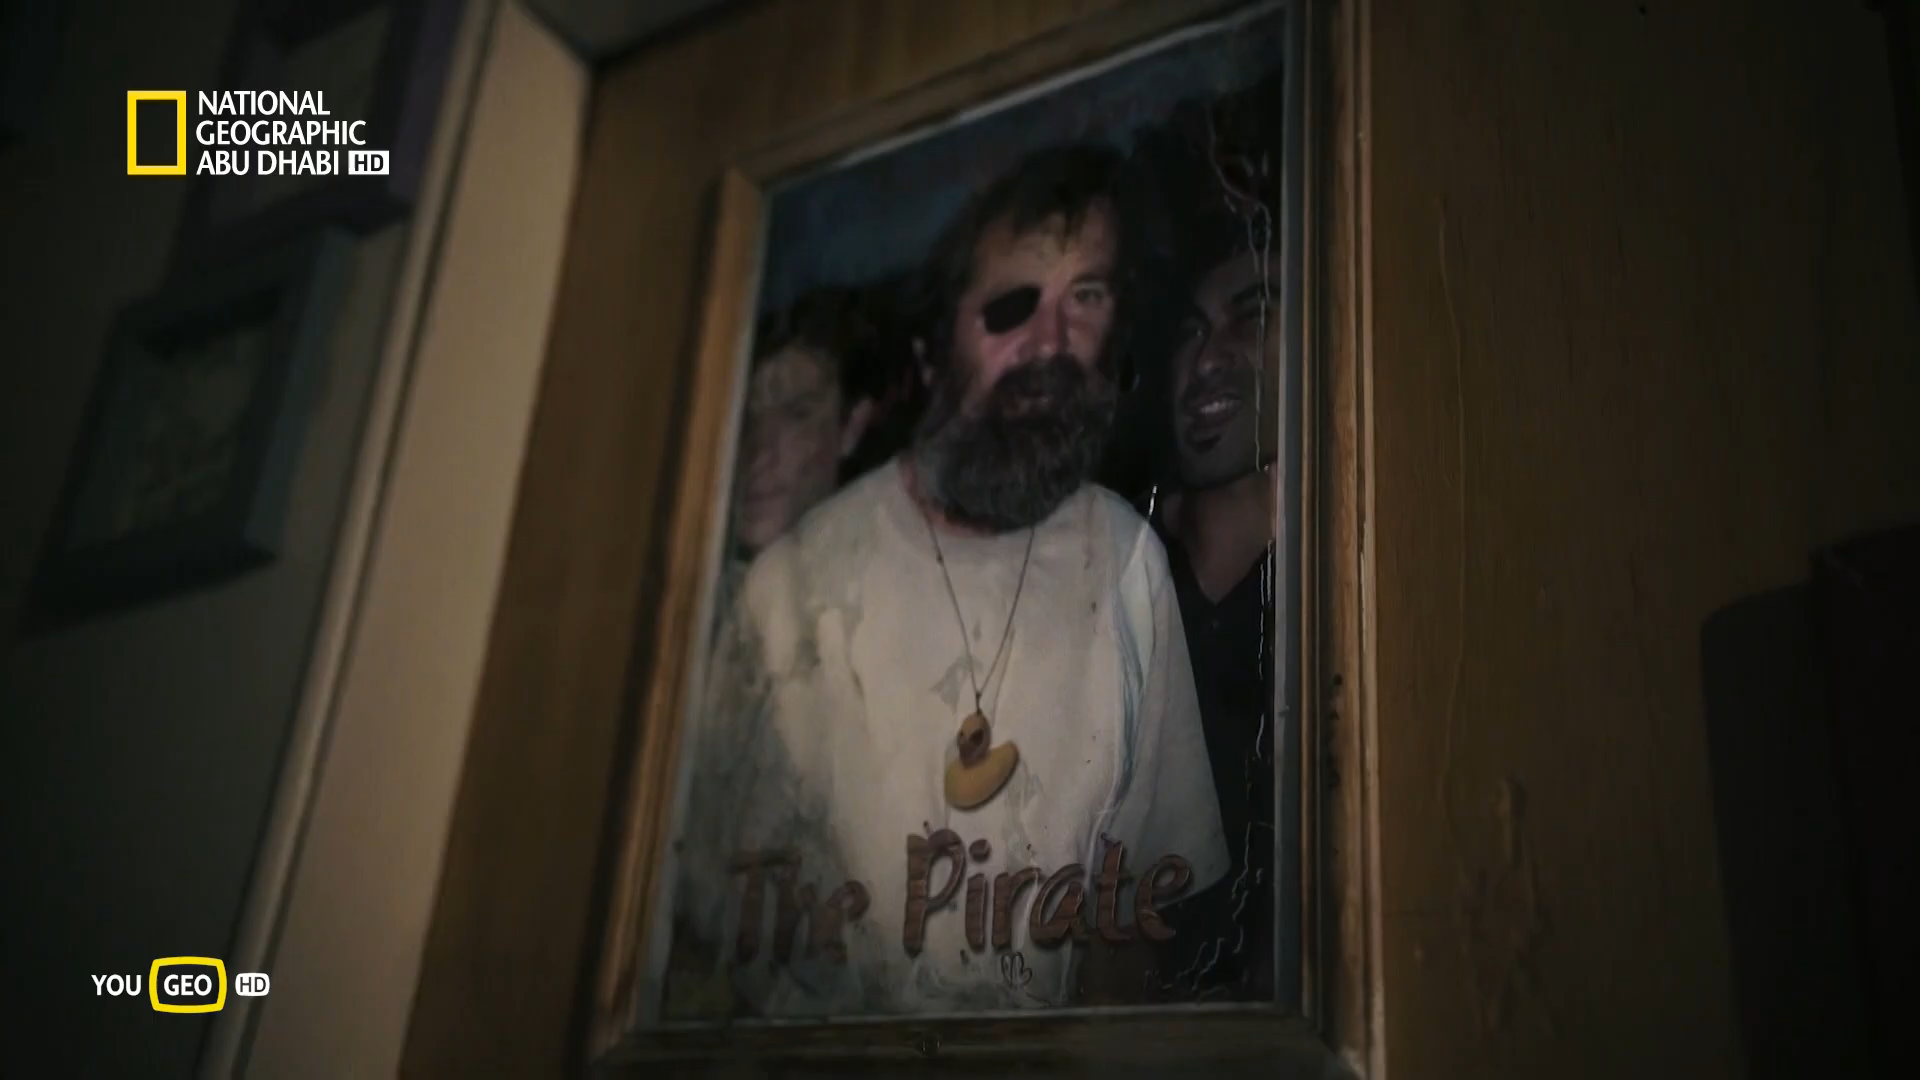 NATIONAL
GEOGRAPHIC
ABU DHABI HD
The Pirate
YOU GEO HD